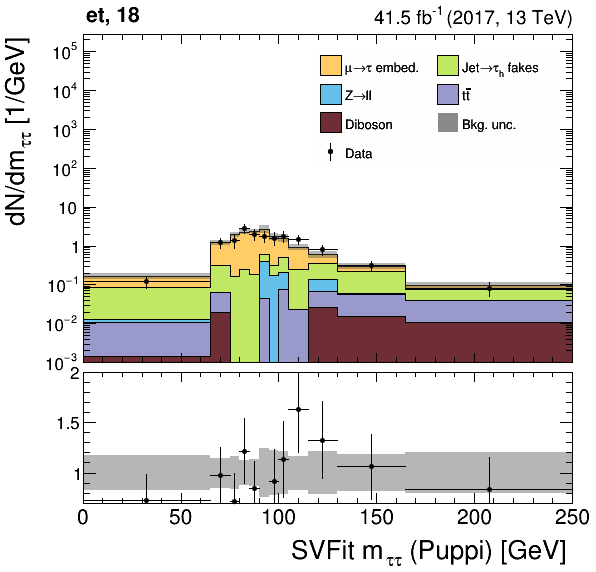 et, 18
41.5 fb⁻¹ (2017, 13 TeV)
dN/dm_ττ [1/GeV]
μ→τ embed.
Jet→τ_h fakes
Z→ll
tt̄
Diboson
Bkg. unc.
Data
10⁵
10⁴
10³
10²
10
1
10⁻¹
10⁻²
10⁻³
2
1.5
1
0 50 100 150 200 250
SVFit m_ττ (Puppi) [GeV]